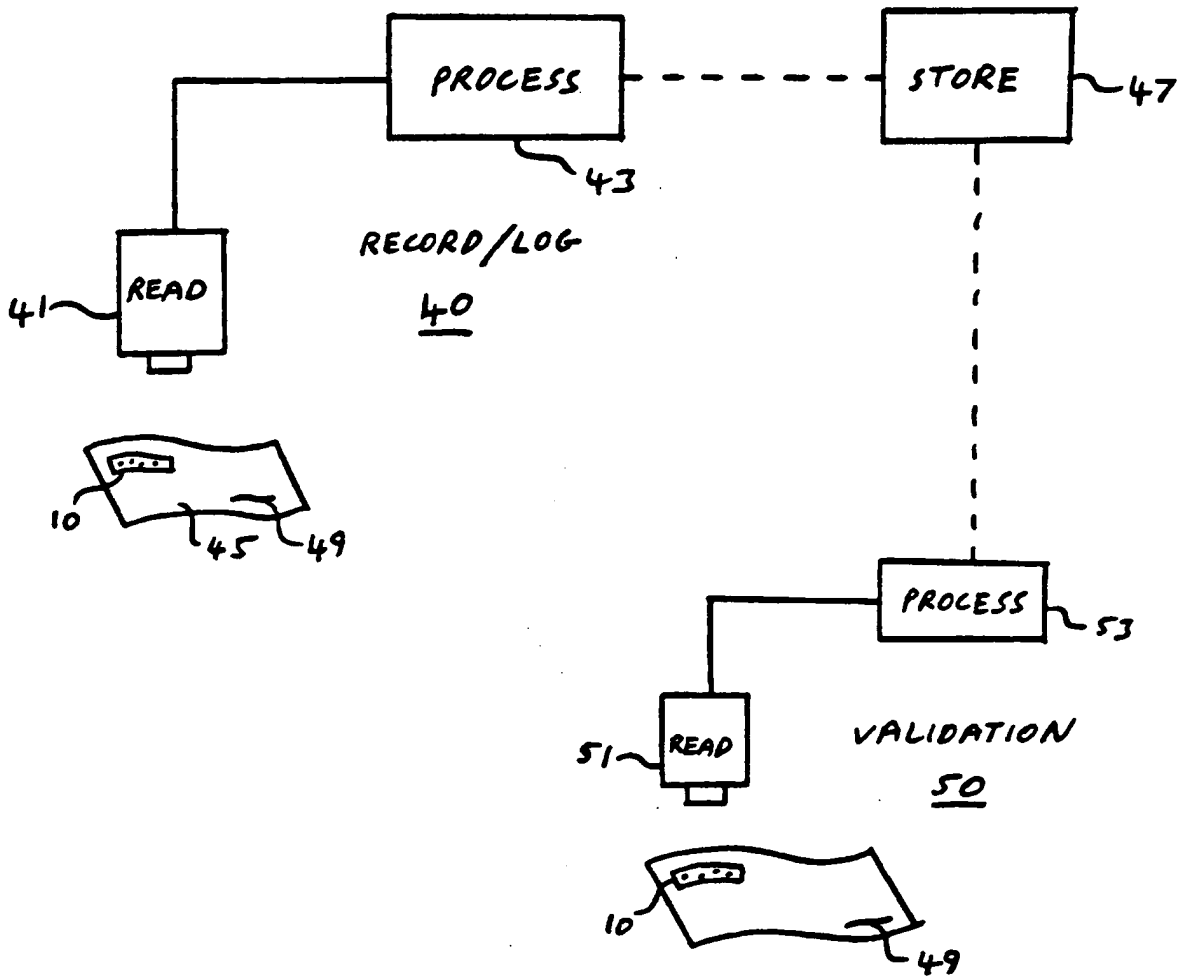 PROCESS
STORE
47
43
RECORD/LOG
40
READ
41
10
45
49
PROCESS
53
READ
51
VALIDATION
50
10
49